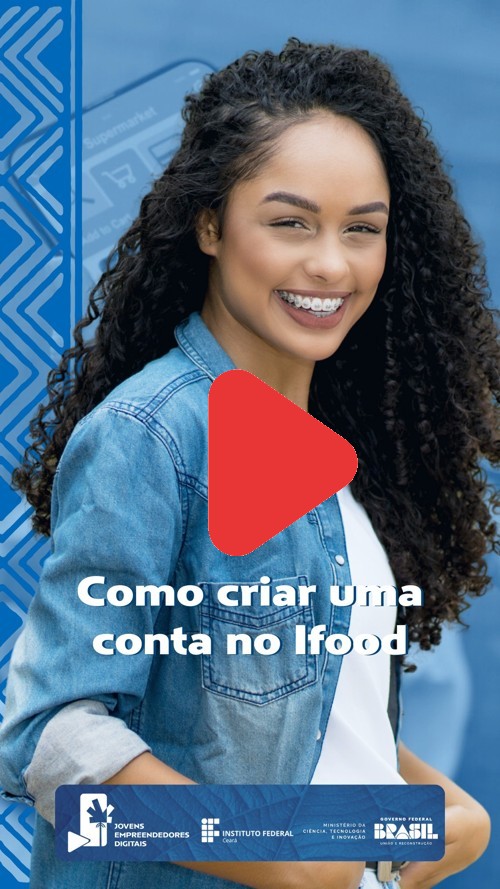 Supermarket
Como criar uma
conta no Ifood
JOVENS
EMPREENDEDORES
DIGITAIS
INSTITUTO FEDERAL
Ceará
MINISTÉRIO DA
CIÊNCIA, TECNOLOGIA
E INOVAÇÃO
GOVERNO FEDERAL
BRASIL
UNIÃO E RECONSTRUÇÃO